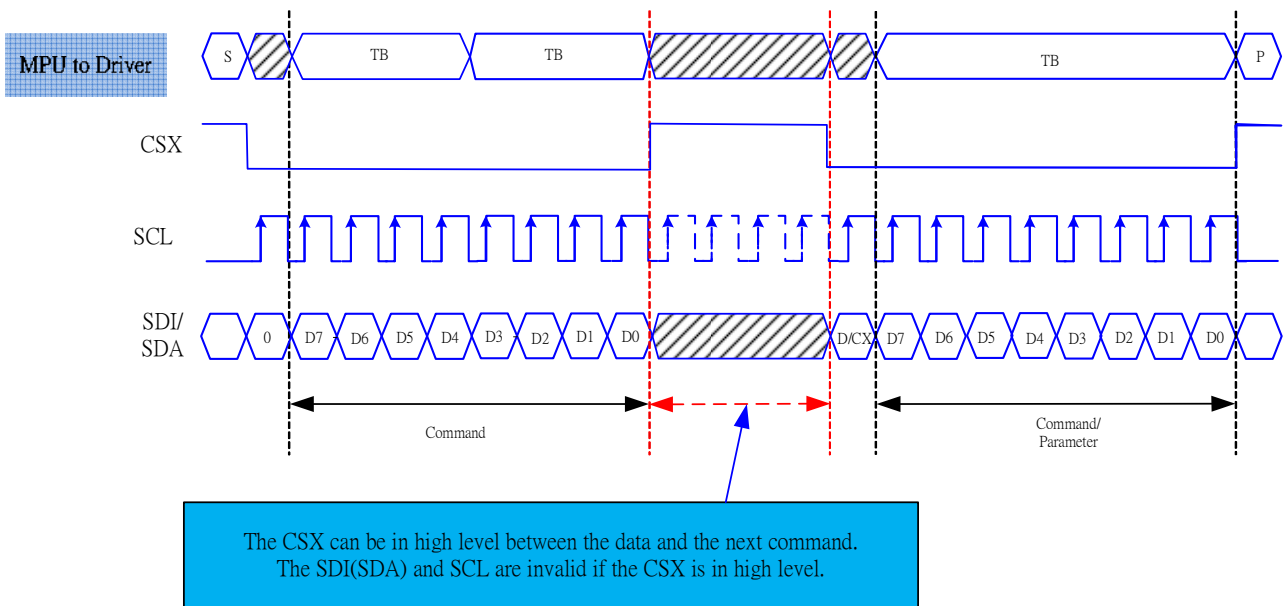 MPU to Driver
S TB TB TB P
CSX
SCL
SDI/
SDA
0 D7 D6 D5 D4 D3 D2 D1 D0 D/CX D7 D6 D5 D4 D3 D2 D1 D0
Command
Command/
Parameter
The CSX can be in high level between the data and the next command.
The SDI(SDA) and SCL are invalid if the CSX is in high level.